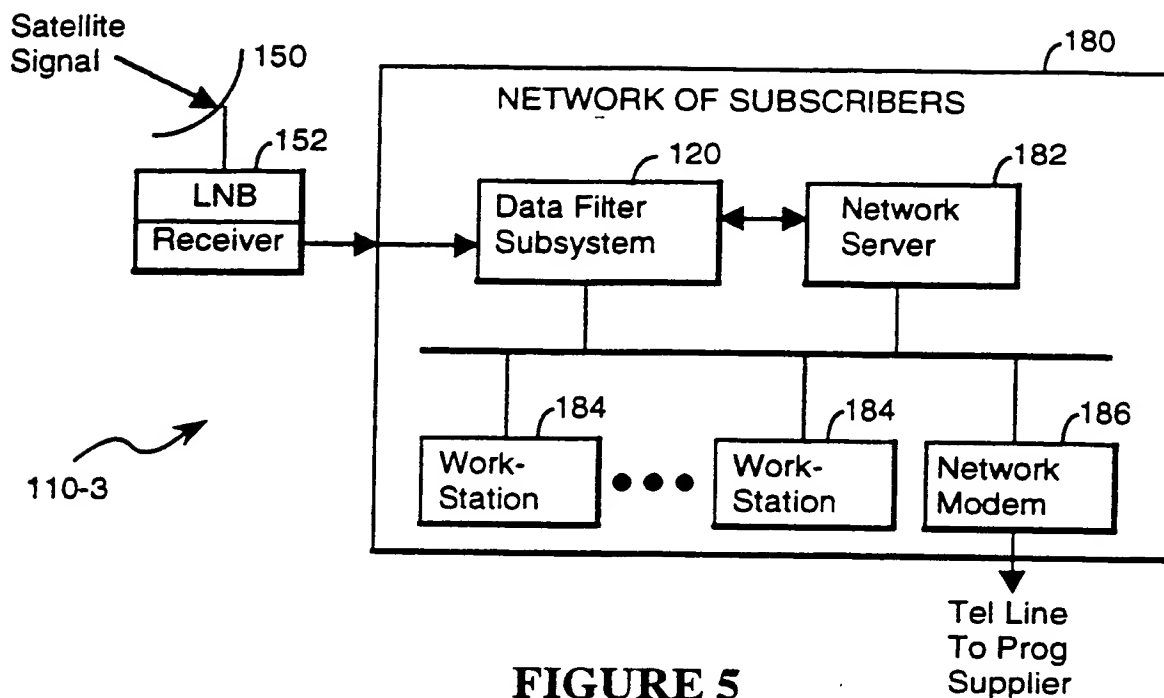 Satellite
Signal
150
180
NETWORK OF SUBSCRIBERS
152
LNB
Receiver
120
Data Filter
Subsystem
182
Network
Server
184
Work-
Station
184
Work-
Station
186
Network
Modem
110-3
Tel Line
To Prog
Supplier
FIGURE 5